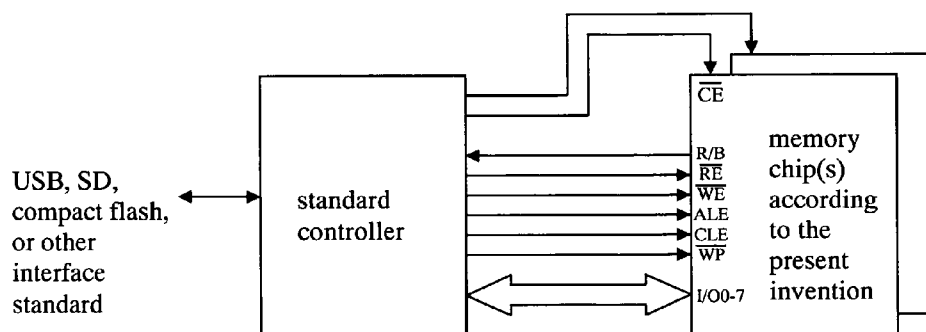 USB, SD,
compact flash,
or other
interface
standard
standard
controller
CE
R/B
RE
WE
ALE
CLE
WP
I/O0-7
memory
chip(s)
according
to the
present
invention